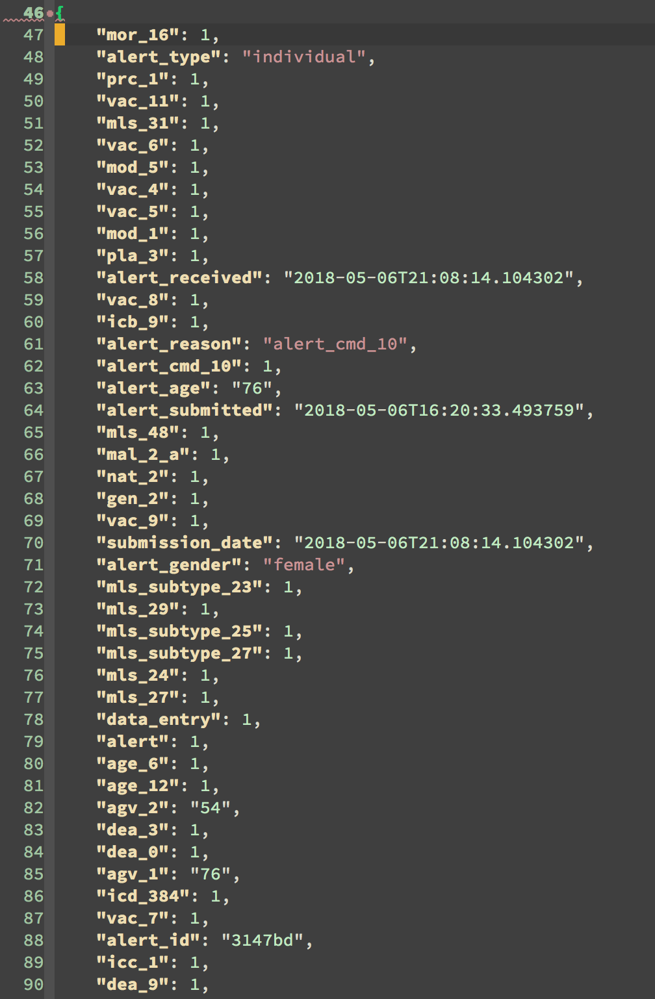 46 {
47 "mor_16": 1,
48 "alert_type": "individual",
49 "prc_1": 1,
50 "vac_11": 1,
51 "mls_31": 1,
52 "vac_6": 1,
53 "mod_5": 1,
54 "vac_4": 1,
55 "vac_5": 1,
56 "mod_1": 1,
57 "pla_3": 1,
58 "alert_received": "2018-05-06T21:08:14.104302",
59 "vac_8": 1,
60 "icb_9": 1,
61 "alert_reason": "alert_cmd_10",
62 "alert_cmd_10": 1,
63 "alert_age": "76",
64 "alert_submitted": "2018-05-06T16:20:33.493759",
65 "mls_48": 1,
66 "mal_2_a": 1,
67 "nat_2": 1,
68 "gen_2": 1,
69 "vac_9": 1,
70 "submission_date": "2018-05-06T21:08:14.104302",
71 "alert_gender": "female",
72 "mls_subtype_23": 1,
73 "mls_29": 1,
74 "mls_subtype_25": 1,
75 "mls_subtype_27": 1,
76 "mls_24": 1,
77 "mls_27": 1,
78 "data_entry": 1,
79 "alert": 1,
80 "age_6": 1,
81 "age_12": 1,
82 "agv_2": "54",
83 "dea_3": 1,
84 "dea_0": 1,
85 "agv_1": "76",
86 "icd_384": 1,
87 "vac_7": 1,
88 "alert_id": "3147bd",
89 "icc_1": 1,
90 "dea_9": 1,